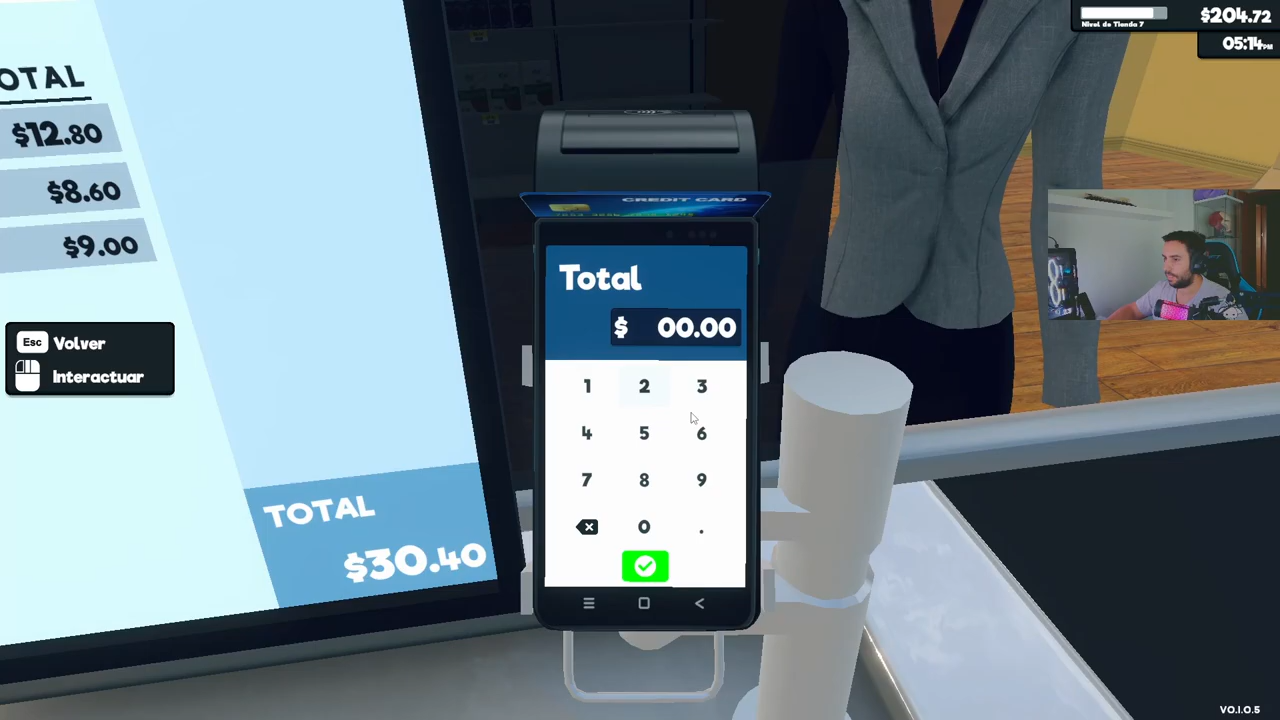 $204.72
Nivel de Tienda 7
05:14PM
OTAL
$12.80
$8.60
$9.00
Esc Volver
Interactuar
TOTAL
$30.40
CREDIT CARD
Total
$ 00.00
1 2 3
4 5 6
7 8 9
0 .
V0.1.0.5